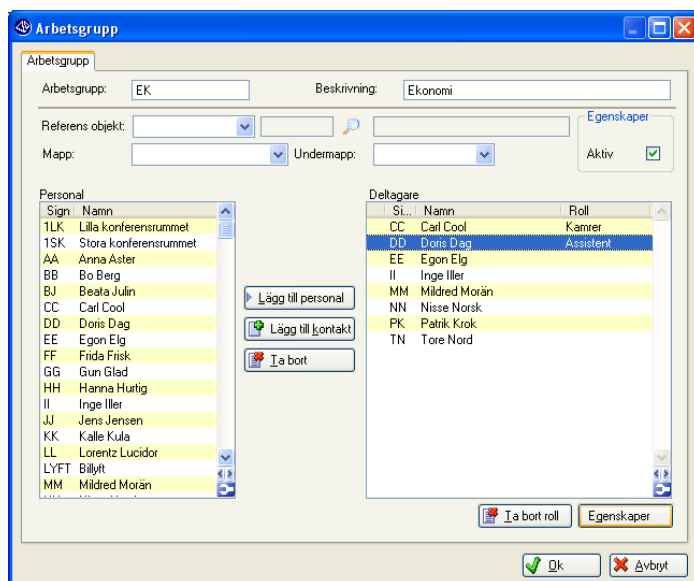 Arbetsgrupp
Arbetsgrupp
Arbetsgrupp: EK Beskrivning: Ekonomi
Referens objekt: Egenskaper
Mapp: Undermapp: Aktiv
Personal
Sign Namn
1LK Lilla konferensrummet
1SK Stora konferensrummet
AA Anna Aster
BB Bo Berg
BJ Beata Julin
CC Carl Cool
DD Doris Dag
EE Egon Elg
FF Frida Frisk
GG Gun Glad
HH Hanna Hurtig
II Inge Iller
JJ Jens Jensen
KK Kalle Kula
LL Lorentz Lucidor
LYFT Billyft
MM Mildred Morän
Lägg till personal
Lägg till kontakt
Ta bort
Deltagare
Si... Namn Roll
CC Carl Cool Kamrer
DD Doris Dag Assistent
EE Egon Elg
II Inge Iller
MM Mildred Morän
NN Nisse Norsk
PK Patrik Krok
TN Tore Nord
Ta bort roll Egenskaper
Ok Avbryt